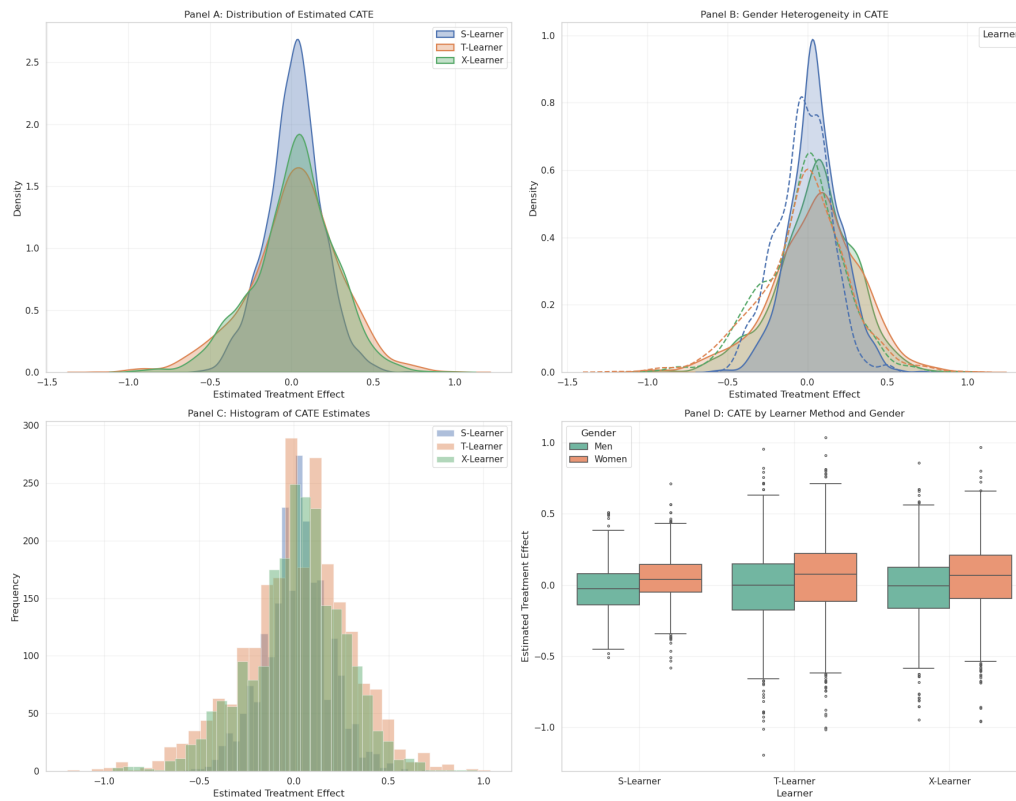 Panel A: Distribution of Estimated CATE
S-Learner
T-Learner
X-Learner
Density
2.5
2.0
1.5
1.0
0.5
0.0
−1.5
−1.0
−0.5
0.0
0.5
1.0
Estimated Treatment Effect
Panel B: Gender Heterogeneity in CATE
Learner
Density
1.0
0.8
0.6
0.4
0.2
0.0
−1.5
−1.0
−0.5
0.0
0.5
1.0
Estimated Treatment Effect
Panel C: Histogram of CATE Estimates
S-Learner
T-Learner
X-Learner
Frequency
300
250
200
150
100
50
0
−1.0
−0.5
0.0
0.5
1.0
Estimated Treatment Effect
Panel D: CATE by Learner Method and Gender
Gender
Men
Women
Estimated Treatment Effect
1.0
0.5
0.0
−0.5
−1.0
S-Learner
T-Learner
X-Learner
Learner